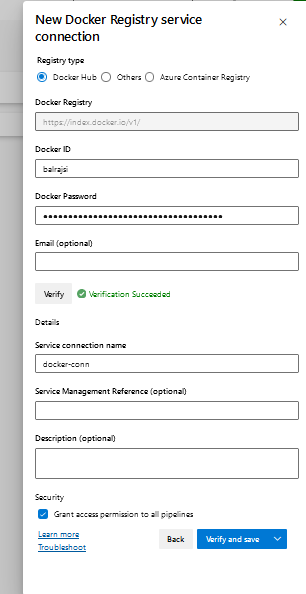 New Docker Registry service
connection
Registry type
Docker Hub Others Azure Container Registry
Docker Registry
https://index.docker.io/v1/
Docker ID
balrajsi
Docker Password
••••••••••••••••••••••••••••••••••••
Email (optional)
Verify Verification Succeeded
Details
Service connection name
docker-conn
Service Management Reference (optional)
Description (optional)
Security
Grant access permission to all pipelines
Learn more
Troubleshoot
Back Verify and save